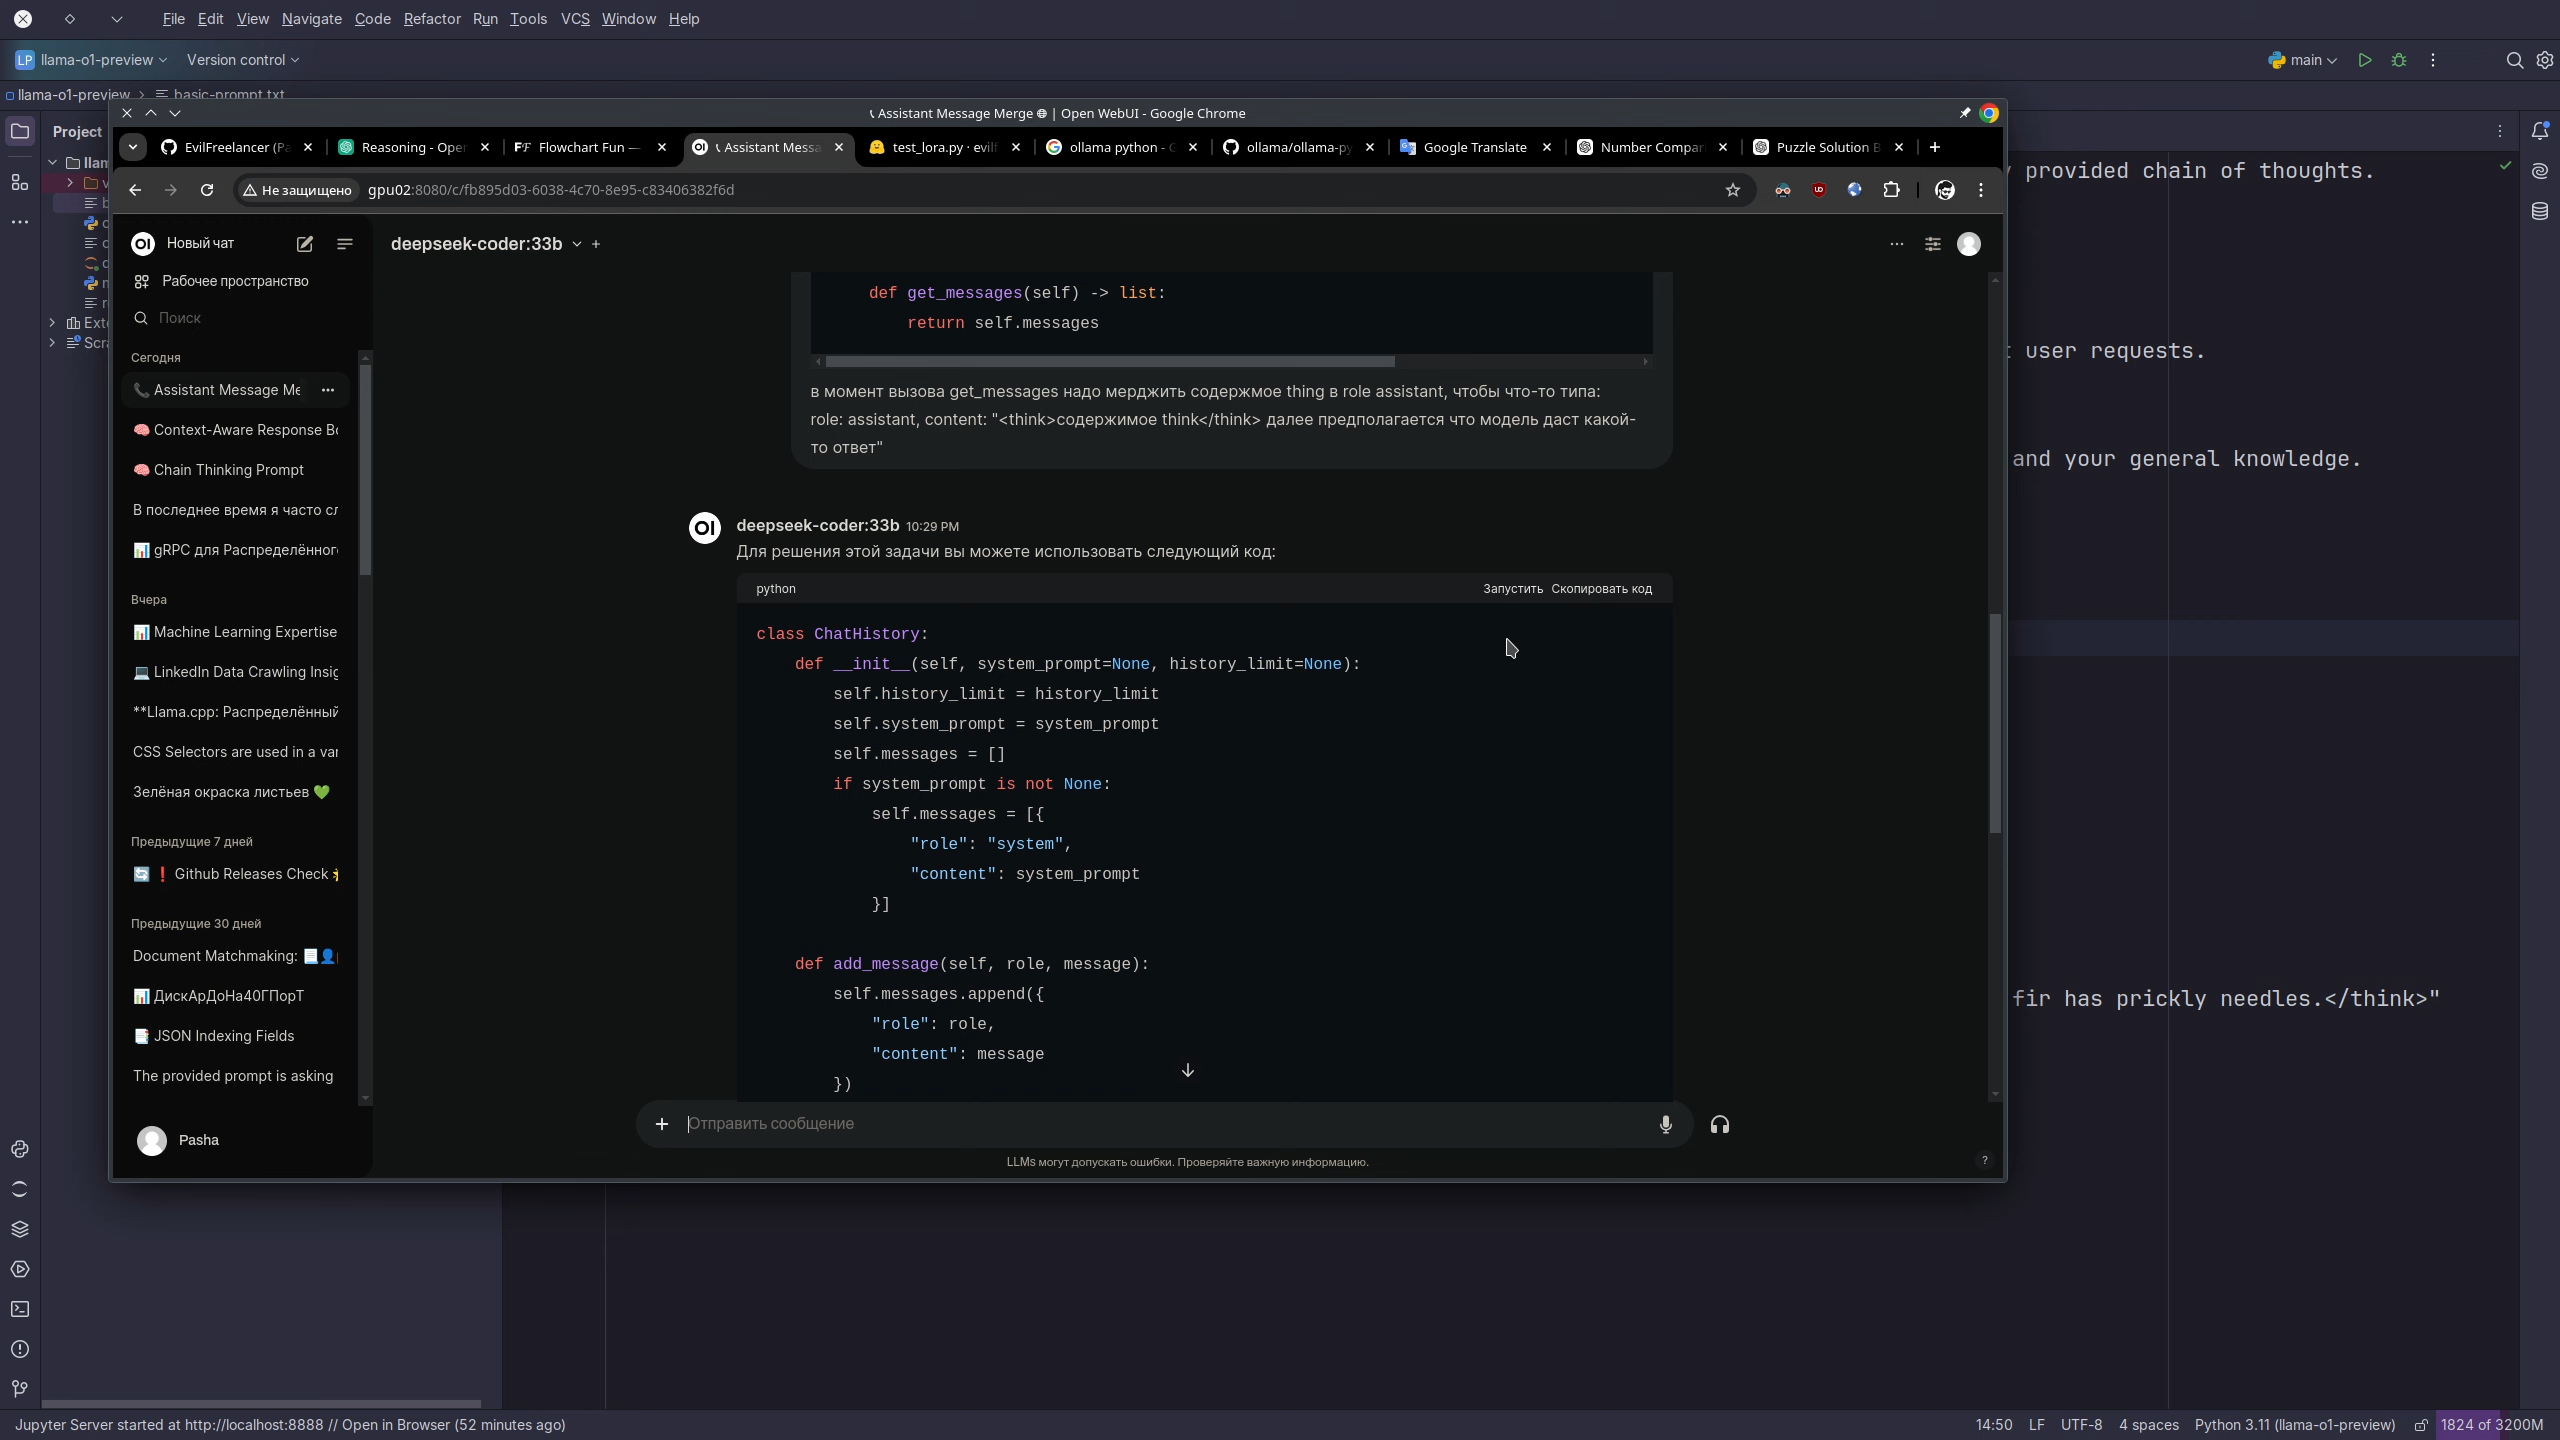 File Edit View Navigate Code Refactor Run Tools VCS Window Help
LP llama-o1-preview Version control
main
llama-o1-preview basic-prompt.txt
Assistant Message Merge | Open WebUI - Google Chrome
Project
EvilFreelancer (Pa
Reasoning - Oper
FF Flowchart Fun —
OI Assistant Messa
test_lora.py · evilf
ollama python - G
ollama/ollama-py
Google Translate
Number Compar
Puzzle Solution B
Не защищено gpu02:8080/c/fb895d03-6038-4c70-8e95-c83406382f6d
llam
Exte
Scra
OI Новый чат
Рабочее пространство
Поиск
Сегодня
Assistant Message Me
Context-Aware Response Bo
Chain Thinking Prompt
В последнее время я часто сл
gRPC для Распределённого
Вчера
Machine Learning Expertise
LinkedIn Data Crawling Insig
**Llama.cpp: Распределённый
CSS Selectors are used in a var
Зелёная окраска листьев 💚
Предыдущие 7 дней
Github Releases Check
Предыдущие 30 дней
Document Matchmaking:
ДискАрДоНа40ГПорТ
JSON Indexing Fields
The provided prompt is asking
Pasha
deepseek-coder:33b
def get_messages(self) -> list:
return self.messages
в момент вызова get_messages надо мерджить содержмое thing в role assistant, чтобы что-то типа:
role: assistant, content: "<think>содержимое think</think> далее предполагается что модель даст какой-
то ответ"
OI deepseek-coder:33b 10:29 PM
Для решения этой задачи вы можете использовать следующий код:
python Запустить Скопировать код
class ChatHistory:
def __init__(self, system_prompt=None, history_limit=None):
self.history_limit = history_limit
self.system_prompt = system_prompt
self.messages = []
if system_prompt is not None:
self.messages = [{
"role": "system",
"content": system_prompt
}]
def add_message(self, role, message):
self.messages.append({
"role": role,
"content": message
})
Отправить сообщение
LLMs могут допускать ошибки. Проверяйте важную информацию.
?
provided chain of thoughts.
user requests.
and your general knowledge.
fir has prickly needles.</think>"
Jupyter Server started at http://localhost:8888 // Open in Browser (52 minutes ago)
14:50 LF UTF-8 4 spaces Python 3.11 (llama-o1-preview) 1824 of 3200M